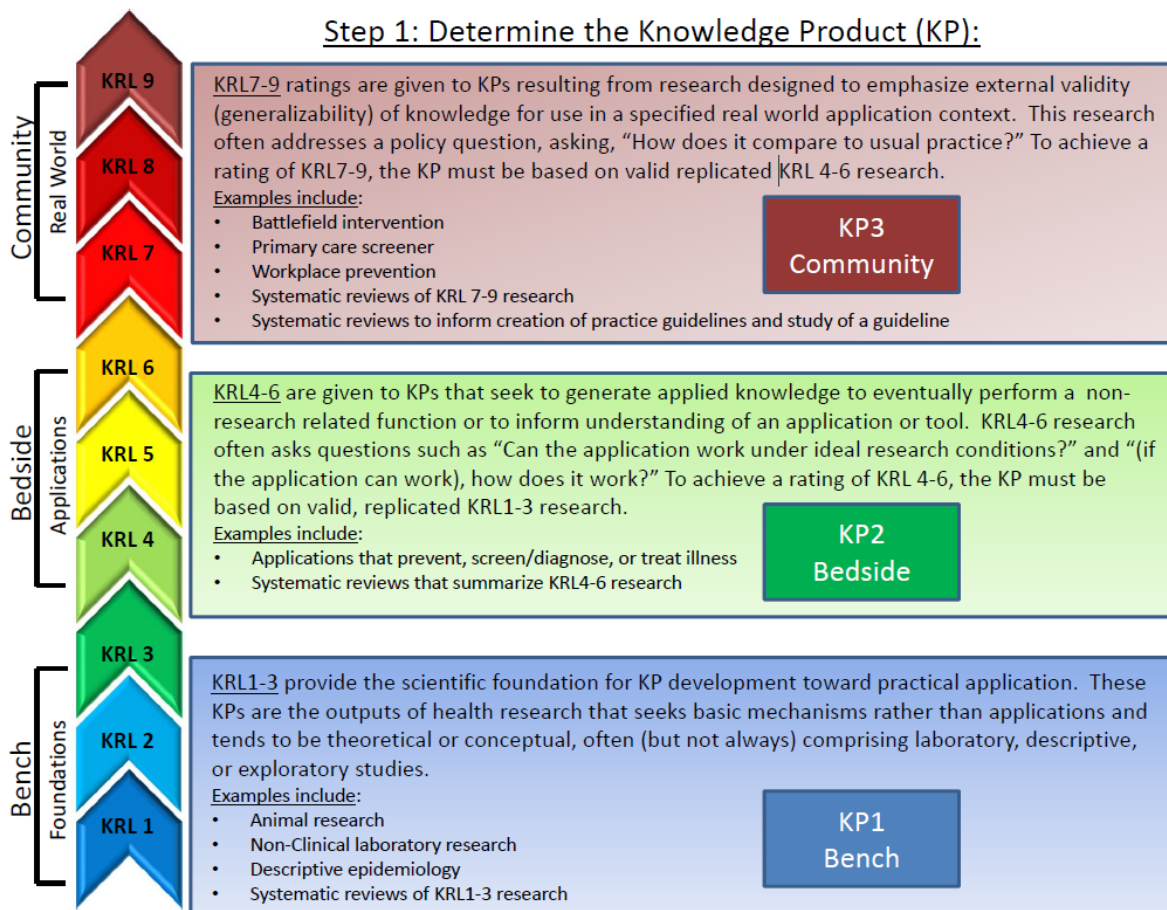 Step 1: Determine the Knowledge Product (KP):
KRL 9
KRL 8
KRL 7
KRL 6
KRL 5
KRL 4
KRL 3
KRL 2
KRL 1
Community
Real World
Bedside
Applications
Bench
Foundations
KRL7-9 ratings are given to KPs resulting from research designed to emphasize external validity
(generalizability) of knowledge for use in a specified real world application context. This research
often addresses a policy question, asking, “How does it compare to usual practice?” To achieve a
rating of KRL7-9, the KP must be based on valid replicated KRL 4-6 research.
Examples include:
• Battlefield intervention
• Primary care screener
• Workplace prevention
• Systematic reviews of KRL 7-9 research
• Systematic reviews to inform creation of practice guidelines and study of a guideline
KP3
Community
KRL4-6 are given to KPs that seek to generate applied knowledge to eventually perform a non-
research related function or to inform understanding of an application or tool. KRL4-6 research
often asks questions such as “Can the application work under ideal research conditions?” and “(if
the application can work), how does it work?” To achieve a rating of KRL 4-6, the KP must be
based on valid, replicated KRL1-3 research.
Examples include:
• Applications that prevent, screen/diagnose, or treat illness
• Systematic reviews that summarize KRL4-6 research
KP2
Bedside
KRL1-3 provide the scientific foundation for KP development toward practical application. These
KPs are the outputs of health research that seeks basic mechanisms rather than applications and
tends to be theoretical or conceptual, often (but not always) comprising laboratory, descriptive,
or exploratory studies.
Examples include:
• Animal research
• Non-Clinical laboratory research
• Descriptive epidemiology
• Systematic reviews of KRL1-3 research
KP1
Bench